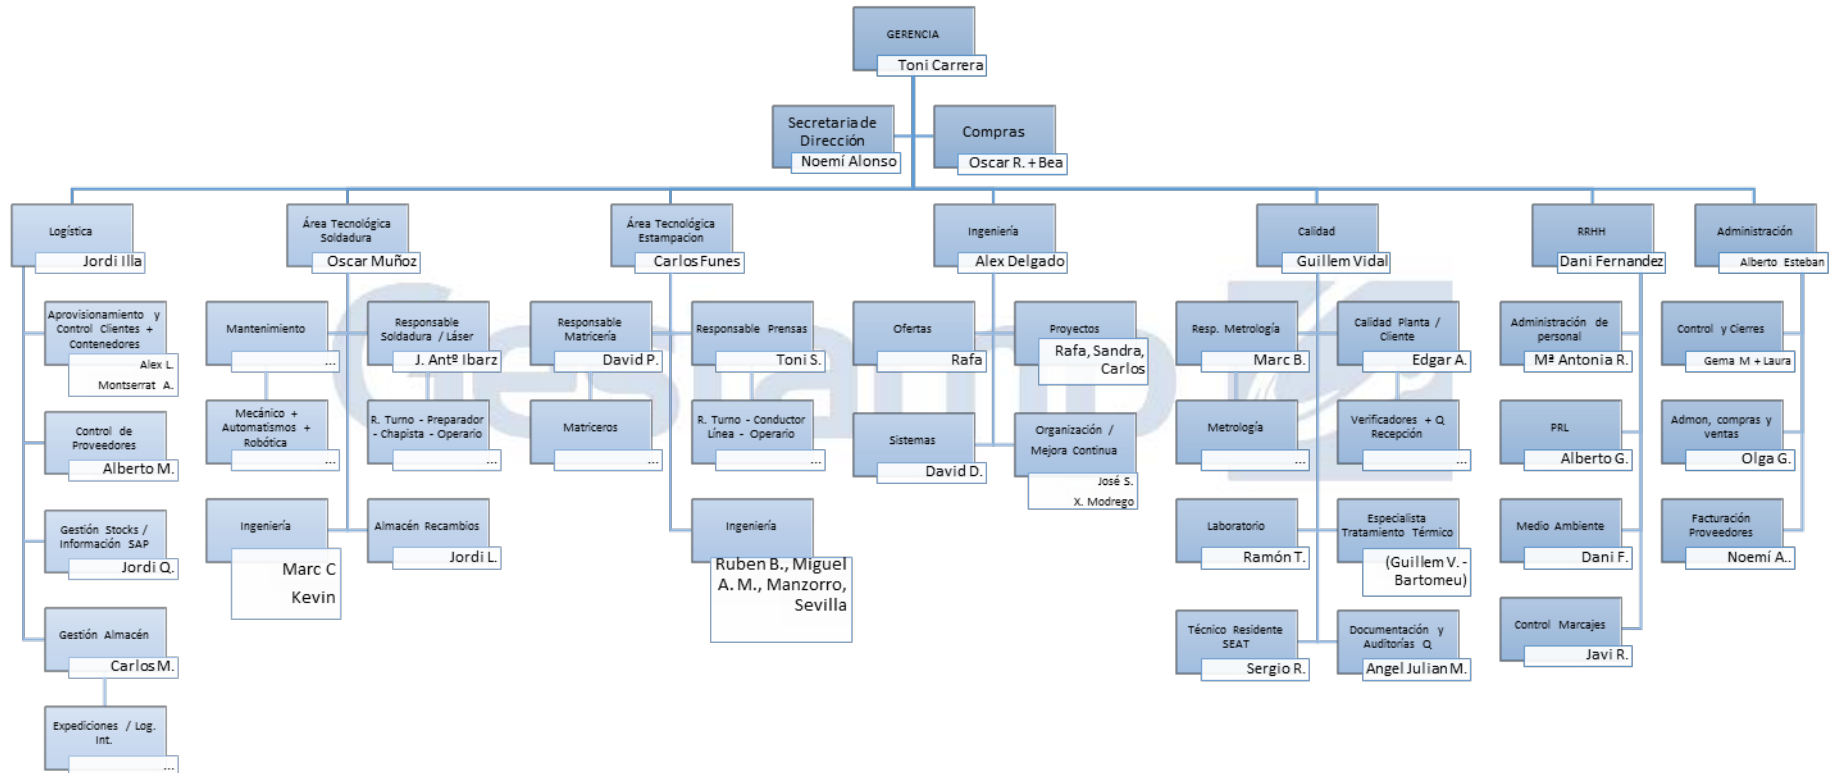 GERENCIA
Toni Carrera
Secretaria de
Dirección
Noemí Alonso
Compras
Oscar R. + Bea
Logística
Jordi Illa
Área Tecnológica
Soldadura
Oscar Muñoz
Área Tecnológica
Estampacion
Carlos Funes
Ingeniería
Alex Delgado
Calidad
Guillem Vidal
RRHH
Dani Fernandez
Administración
Alberto Esteban
Aprovisionamiento y
Control Clientes +
Contenedores
Alex L.
Montserrat A.
Control de
Proveedores
Alberto M.
Gestión Stocks /
Información SAP
Jordi Q.
Gestión Almacén
Carlos M.
Expediciones / Log.
Int.
...
Mantenimiento
...
Mecánico +
Automatismos +
Robótica
...
Ingeniería
Marc C
Kevin
Responsable
Soldadura / Láser
J. Antº Ibarz
R. Turno - Preparador
- Chapista - Operario
...
Almacén Recambios
Jordi L.
Responsable
Matricería
David P.
Matriceros
...
Responsable Prensas
Toni S.
R. Turno - Conductor
Línea - Operario
...
Ingeniería
Ruben B., Miguel
A. M., Manzorro,
Sevilla
Ofertas
Rafa
Sistemas
David D.
Proyectos
Rafa, Sandra,
Carlos
Organización /
Mejora Continua
José S.
X. Modrego
Resp. Metrología
Marc B.
Metrología
...
Laboratorio
Ramón T.
Técnico Residente
SEAT
Sergio R.
Calidad Planta /
Cliente
Edgar A.
Verificadores + Q
Recepción
...
Especialista
Tratamiento Térmico
(Guillem V. -
Bartomeu)
Documentación y
Auditorías Q
Angel Julian M.
Administración de
personal
Mª Antonia R.
PRL
Alberto G.
Medio Ambiente
Dani F.
Control Marcajes
Javi R.
Control y Cierres
Gema M + Laura
Admon, compras y
ventas
Olga G.
Facturación
Proveedores
Noemí A..
Gestamp